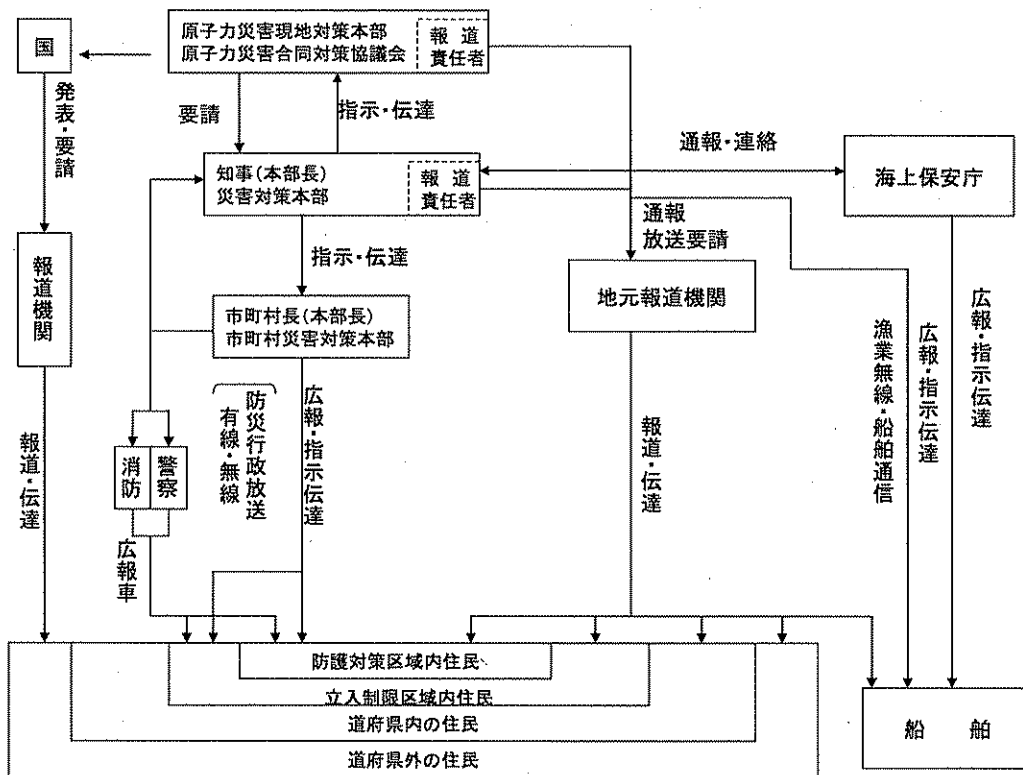 国
原子力災害現地対策本部
原子力災害合同対策協議会
報道
責任者
発表・要請
要請
指示・伝達
通報・連絡
知事(本部長)
災害対策本部
報道
責任者
海上保安庁
通報
放送要請
指示・伝達
報道機関
地元報道機関
市町村長(本部長)
市町村災害対策本部
防災行政放送
有線・無線
広報・指示伝達
漁業無線・船舶通信
広報・指示伝達
広報・指示伝達
報道・伝達
消防
警察
報道・伝達
広報車
防護対策区域内住民
立入制限区域内住民
道府県内の住民
道府県外の住民
船舶